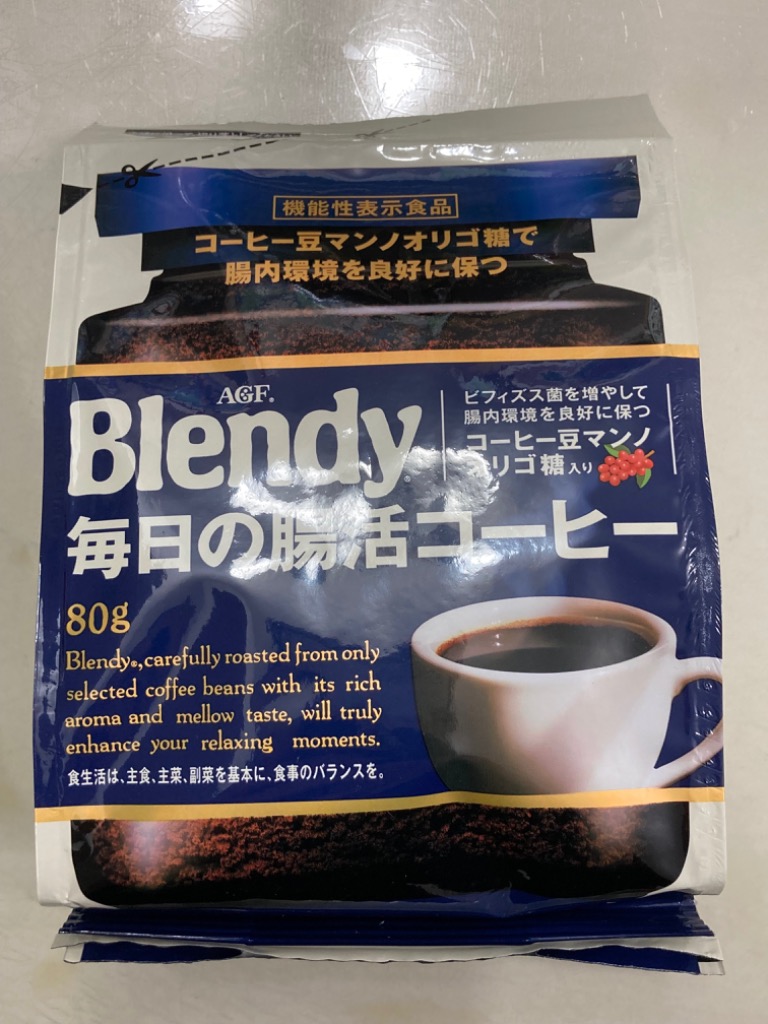 機能性表示食品
コーヒー豆マンノオリゴ糖で
腸内環境を良好に保つ
AGF®
Blendy®
ビフィズス菌を増やして
腸内環境を良好に保つ
コーヒー豆マンノ
オリゴ糖入り
毎日の腸活コーヒー
80g
Blendy®,carefully roasted from only
selected coffee beans with its rich
aroma and mellow taste, will truly
enhance your relaxing moments.
食生活は、主食、主菜、副菜を基本に、食事のバランスを。